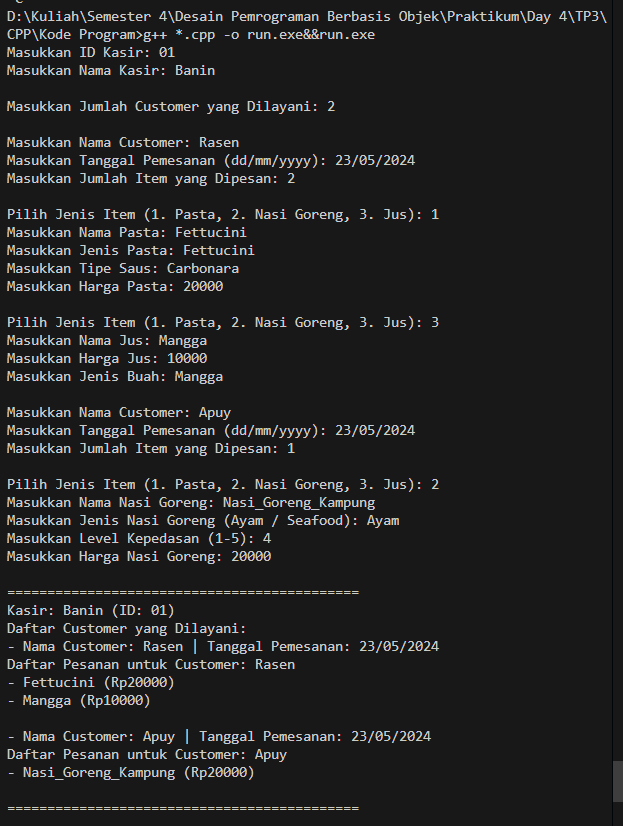 D:\Kuliah\Semester 4\Desain Pemrograman Berbasis Objek\Praktikum\Day 4\TP3\
CPP\Kode Program>g++ *.cpp -o run.exe&&run.exe
Masukkan ID Kasir: 01
Masukkan Nama Kasir: Banin
Masukkan Jumlah Customer yang Dilayani: 2
Masukkan Nama Customer: Rasen
Masukkan Tanggal Pemesanan (dd/mm/yyyy): 23/05/2024
Masukkan Jumlah Item yang Dipesan: 2
Pilih Jenis Item (1. Pasta, 2. Nasi Goreng, 3. Jus): 1
Masukkan Nama Pasta: Fettucini
Masukkan Jenis Pasta: Fettucini
Masukkan Tipe Saus: Carbonara
Masukkan Harga Pasta: 20000
Pilih Jenis Item (1. Pasta, 2. Nasi Goreng, 3. Jus): 3
Masukkan Nama Jus: Mangga
Masukkan Harga Jus: 10000
Masukkan Jenis Buah: Mangga
Masukkan Nama Customer: Apuy
Masukkan Tanggal Pemesanan (dd/mm/yyyy): 23/05/2024
Masukkan Jumlah Item yang Dipesan: 1
Pilih Jenis Item (1. Pasta, 2. Nasi Goreng, 3. Jus): 2
Masukkan Nama Nasi Goreng: Nasi_Goreng_Kampung
Masukkan Jenis Nasi Goreng (Ayam / Seafood): Ayam
Masukkan Level Kepedasan (1-5): 4
Masukkan Harga Nasi Goreng: 20000
============================================
Kasir: Banin (ID: 01)
Daftar Customer yang Dilayani:
- Nama Customer: Rasen | Tanggal Pemesanan: 23/05/2024
Daftar Pesanan untuk Customer: Rasen
- Fettucini (Rp20000)
- Mangga (Rp10000)
- Nama Customer: Apuy | Tanggal Pemesanan: 23/05/2024
Daftar Pesanan untuk Customer: Apuy
- Nasi_Goreng_Kampung (Rp20000)
============================================